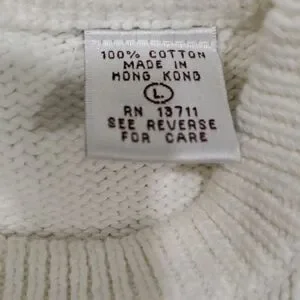 100% COTTON
MADE IN
HONG KONG
L.
RN 13711
SEE REVERSE
FOR CARE